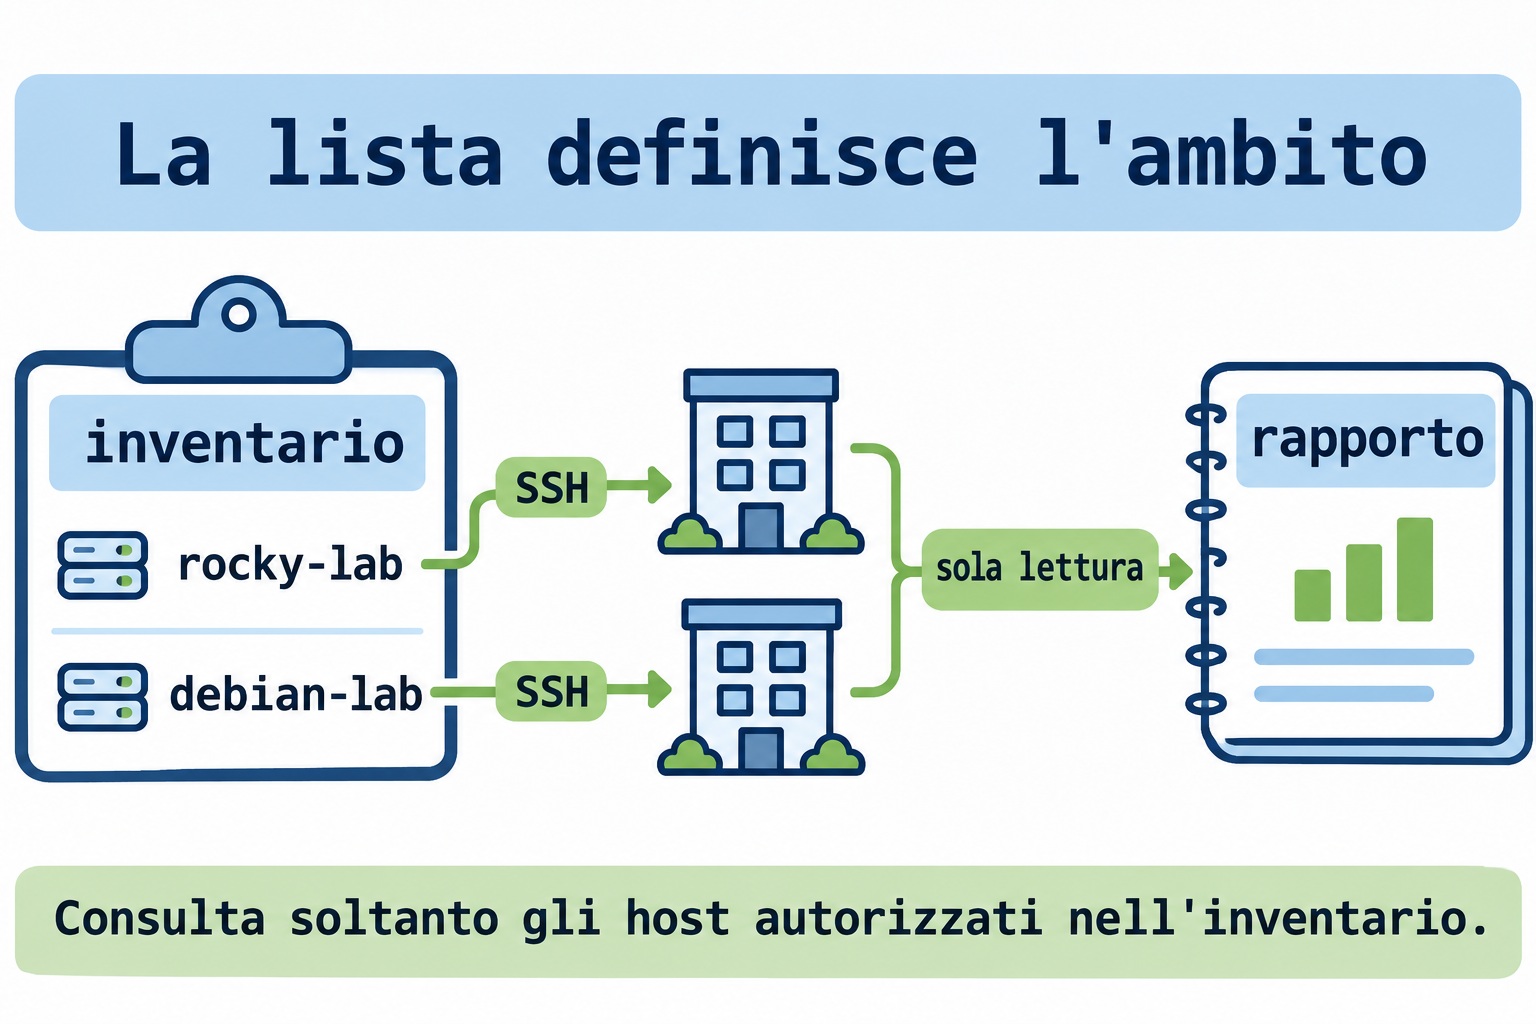 La lista definisce l'ambito
inventario
rocky-lab
debian-lab
SSH
SSH
sola lettura
rapporto
Consulta soltanto gli host autorizzati nell'inventario.